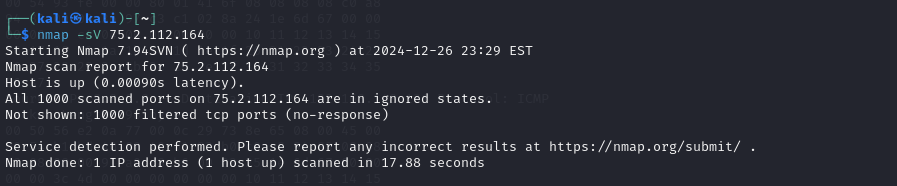 ┌──(kali㉿kali)-[~]
└─$ nmap -sV 75.2.112.164
Starting Nmap 7.94SVN ( https://nmap.org ) at 2024-12-26 23:29 EST
Nmap scan report for 75.2.112.164
Host is up (0.00090s latency).
All 1000 scanned ports on 75.2.112.164 are in ignored states.
Not shown: 1000 filtered tcp ports (no-response)

Service detection performed. Please report any incorrect results at https://nmap.org/submit/ .
Nmap done: 1 IP address (1 host up) scanned in 17.88 seconds